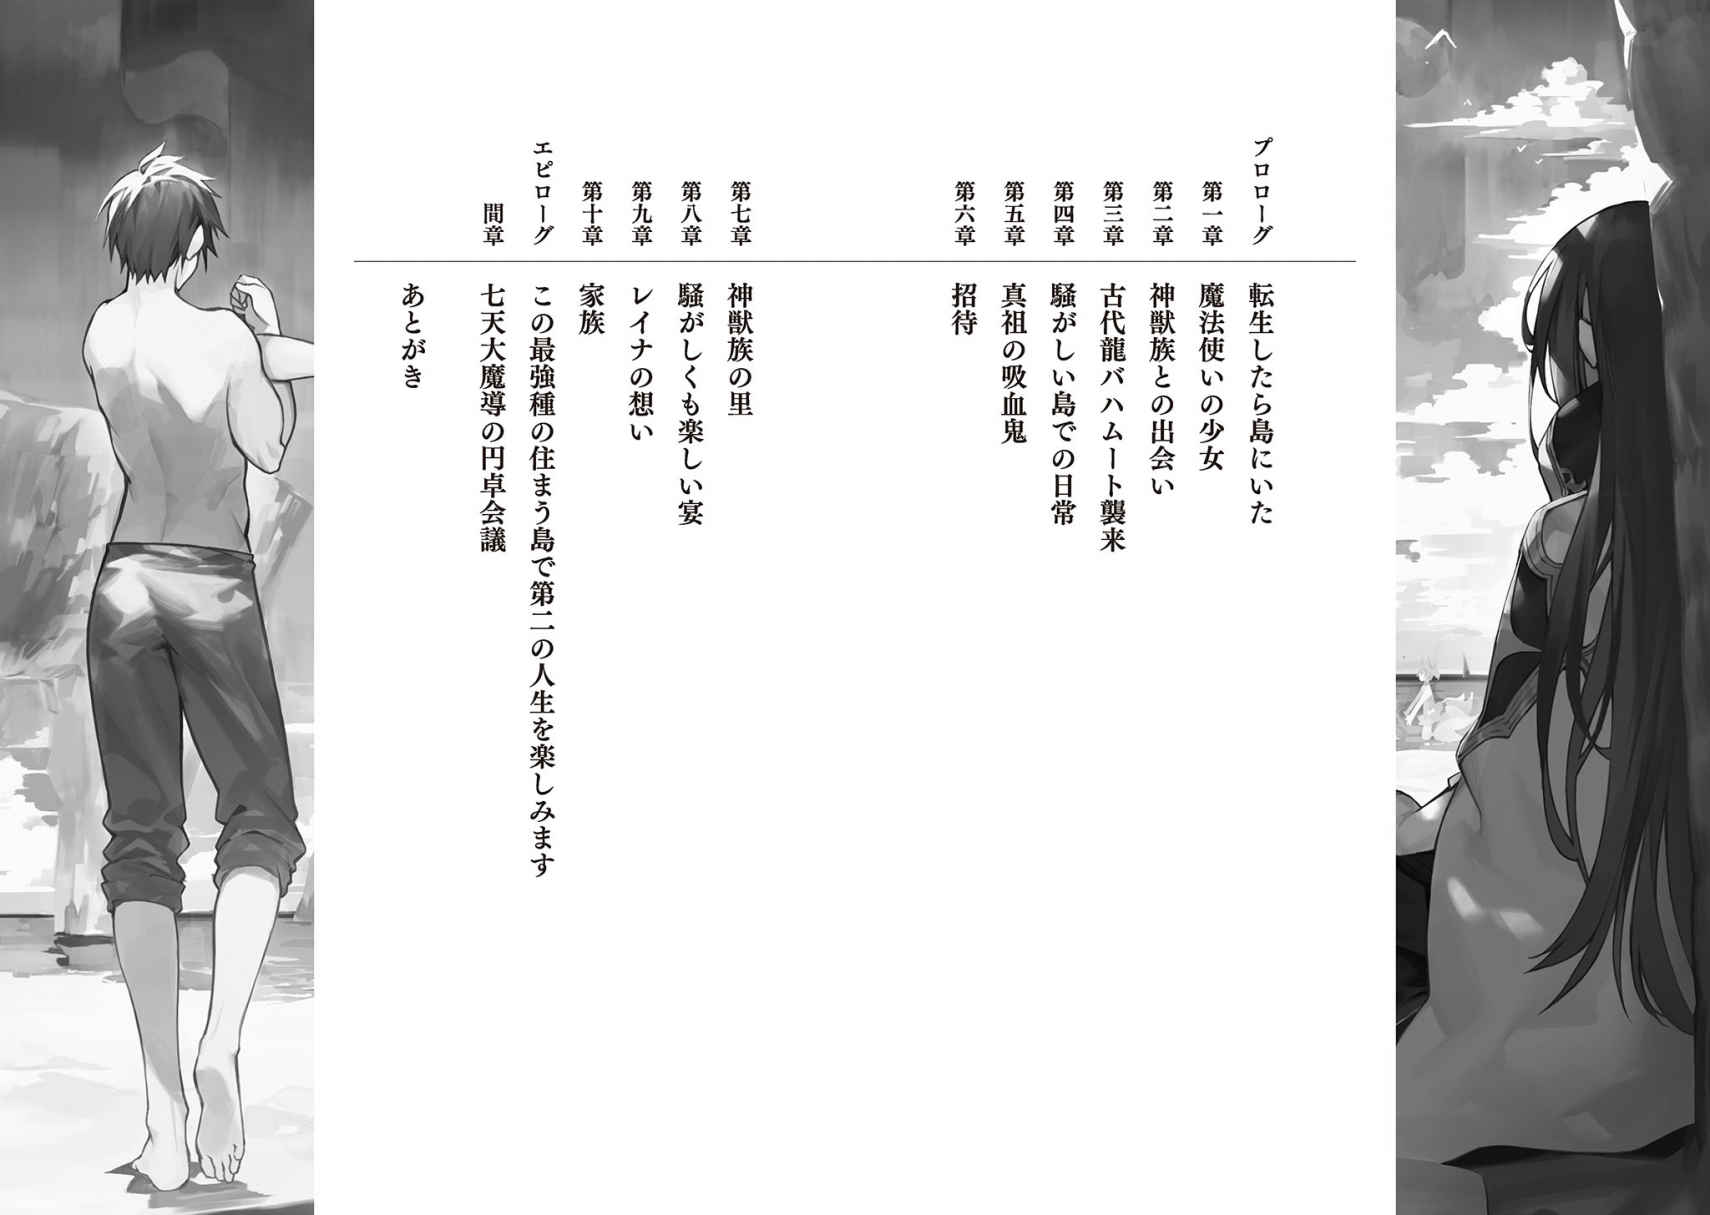 プロローグ 転生したら島にいた
第一章 魔法使いの少女
第二章 神獣族との出会い
第三章 古代龍バハムート襲来
第四章 騒がしい島での日常
第五章 真祖の吸血鬼
第六章 招待
第七章 神獣族の里
第八章 騒がしくも楽しい宴
第九章 レイナの想い
第十章 家族
エピローグ この最強種の住まう島で第二の人生を楽しみます
間章 七天大魔導の円卓会議
あとがき